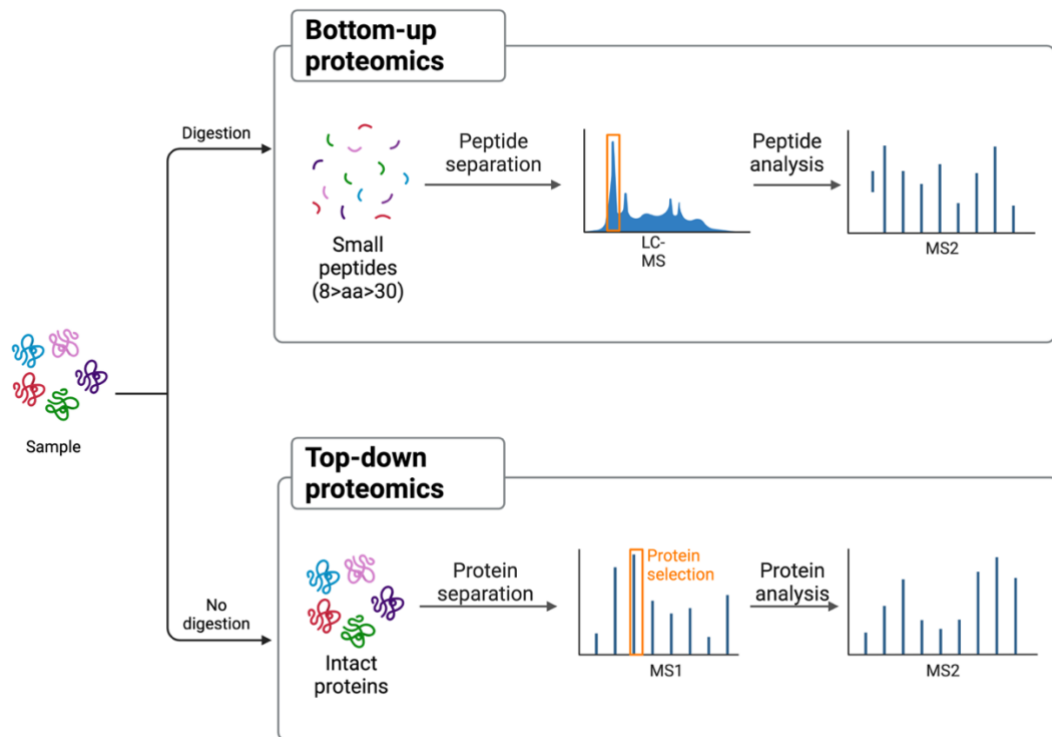 Bottom-up
proteomics
Digestion
Peptide
separation
Peptide
analysis
Small
peptides
(8>aa>30)
LC-
MS
MS2
Sample
Top-down
proteomics
No
digestion
Protein
separation
Protein
selection
Protein
analysis
Intact
proteins
MS1
MS2